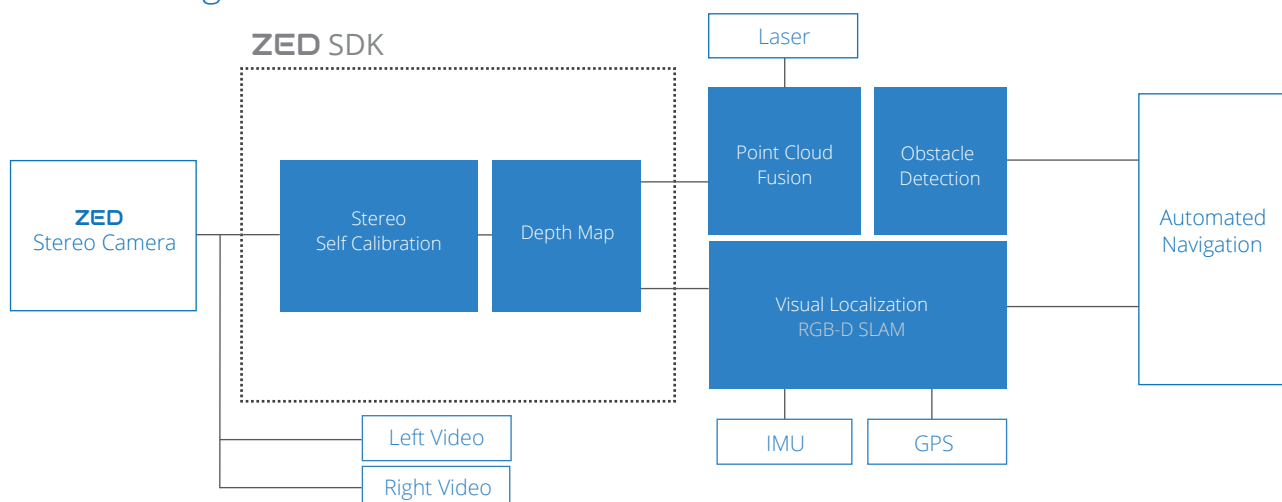 ZED SDK
Laser
Point Cloud
Fusion
Obstacle
Detection
ZED
Stereo Camera
Stereo
Self Calibration
Depth Map
Automated
Navigation
Visual Localization
RGB-D SLAM
Left Video
Right Video
IMU
GPS